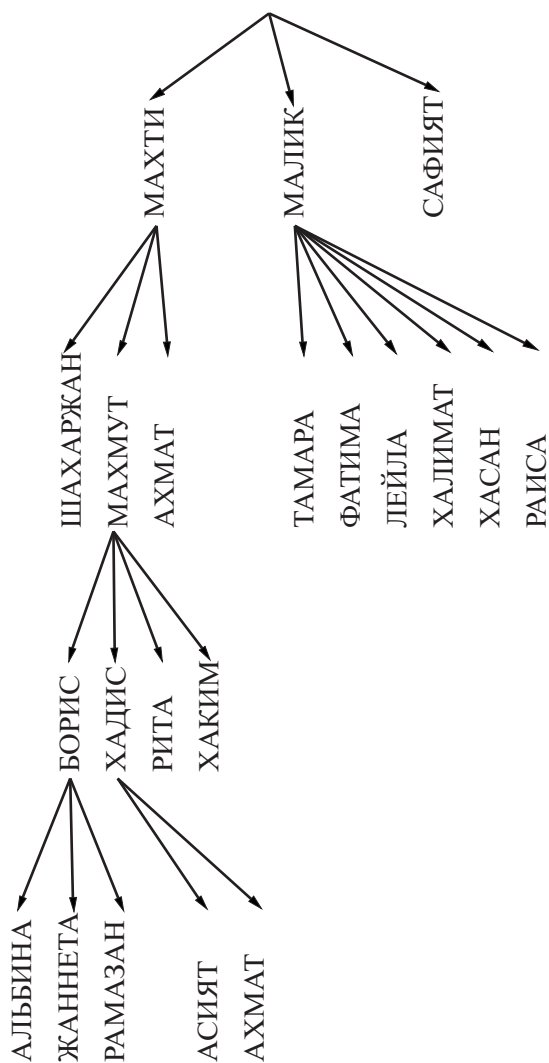 МАХТИ
МАЛИК
САФИЯТ
ШАХАРЖАН
МАХМУТ
АХМАТ
ТАМАРА
ФАТИМА
ЛЕЙЛА
ХАЛИМАТ
ХАСАН
РАИСА
БОРИС
ХАДИС
РИТА
ХАКИМ
АЛЬБИНА
ЖАННЕТА
РАМАЗАН
АСИЯТ
АХМАТ